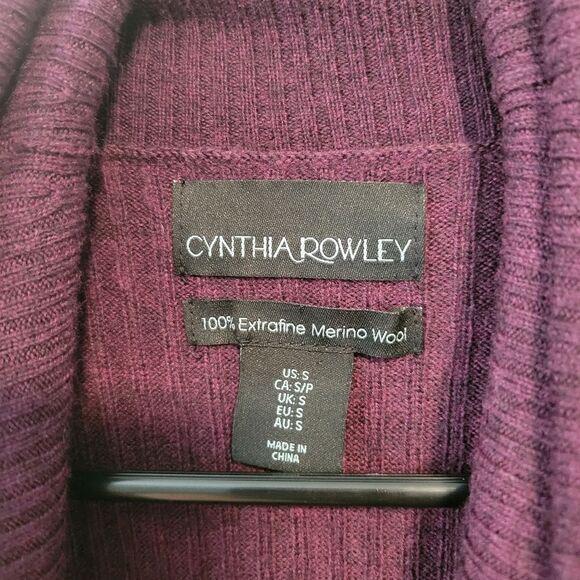 CYNTHIA ROWLEY
100% Extrafine Merino Wool
US: S
CA: S/P
UK: S
EU: S
AU: S
MADE IN
CHINA